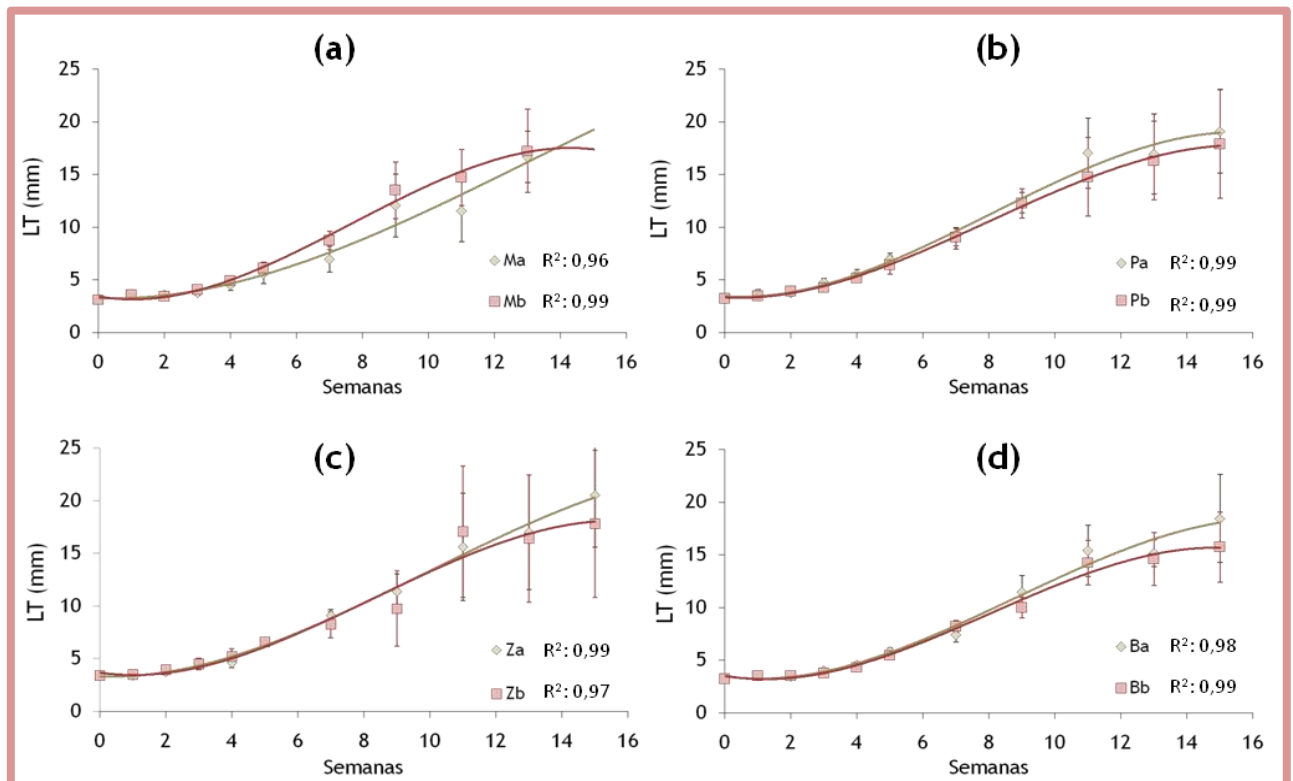 (a)
25
20
15
10
5
0
LT (mm)
Ma R²: 0,96
Mb R²: 0,99
0 2 4 6 8 10 12 14 16
Semanas
(b)
25
20
15
10
5
0
LT (mm)
Pa R²: 0,99
Pb R²: 0,99
0 2 4 6 8 10 12 14 16
Semanas
(c)
25
20
15
10
5
0
LT (mm)
Za R²: 0,99
Zb R²: 0,97
0 2 4 6 8 10 12 14 16
Semanas
(d)
25
20
15
10
5
0
LT (mm)
Ba R²: 0,98
Bb R²: 0,99
0 2 4 6 8 10 12 14 16
Semanas